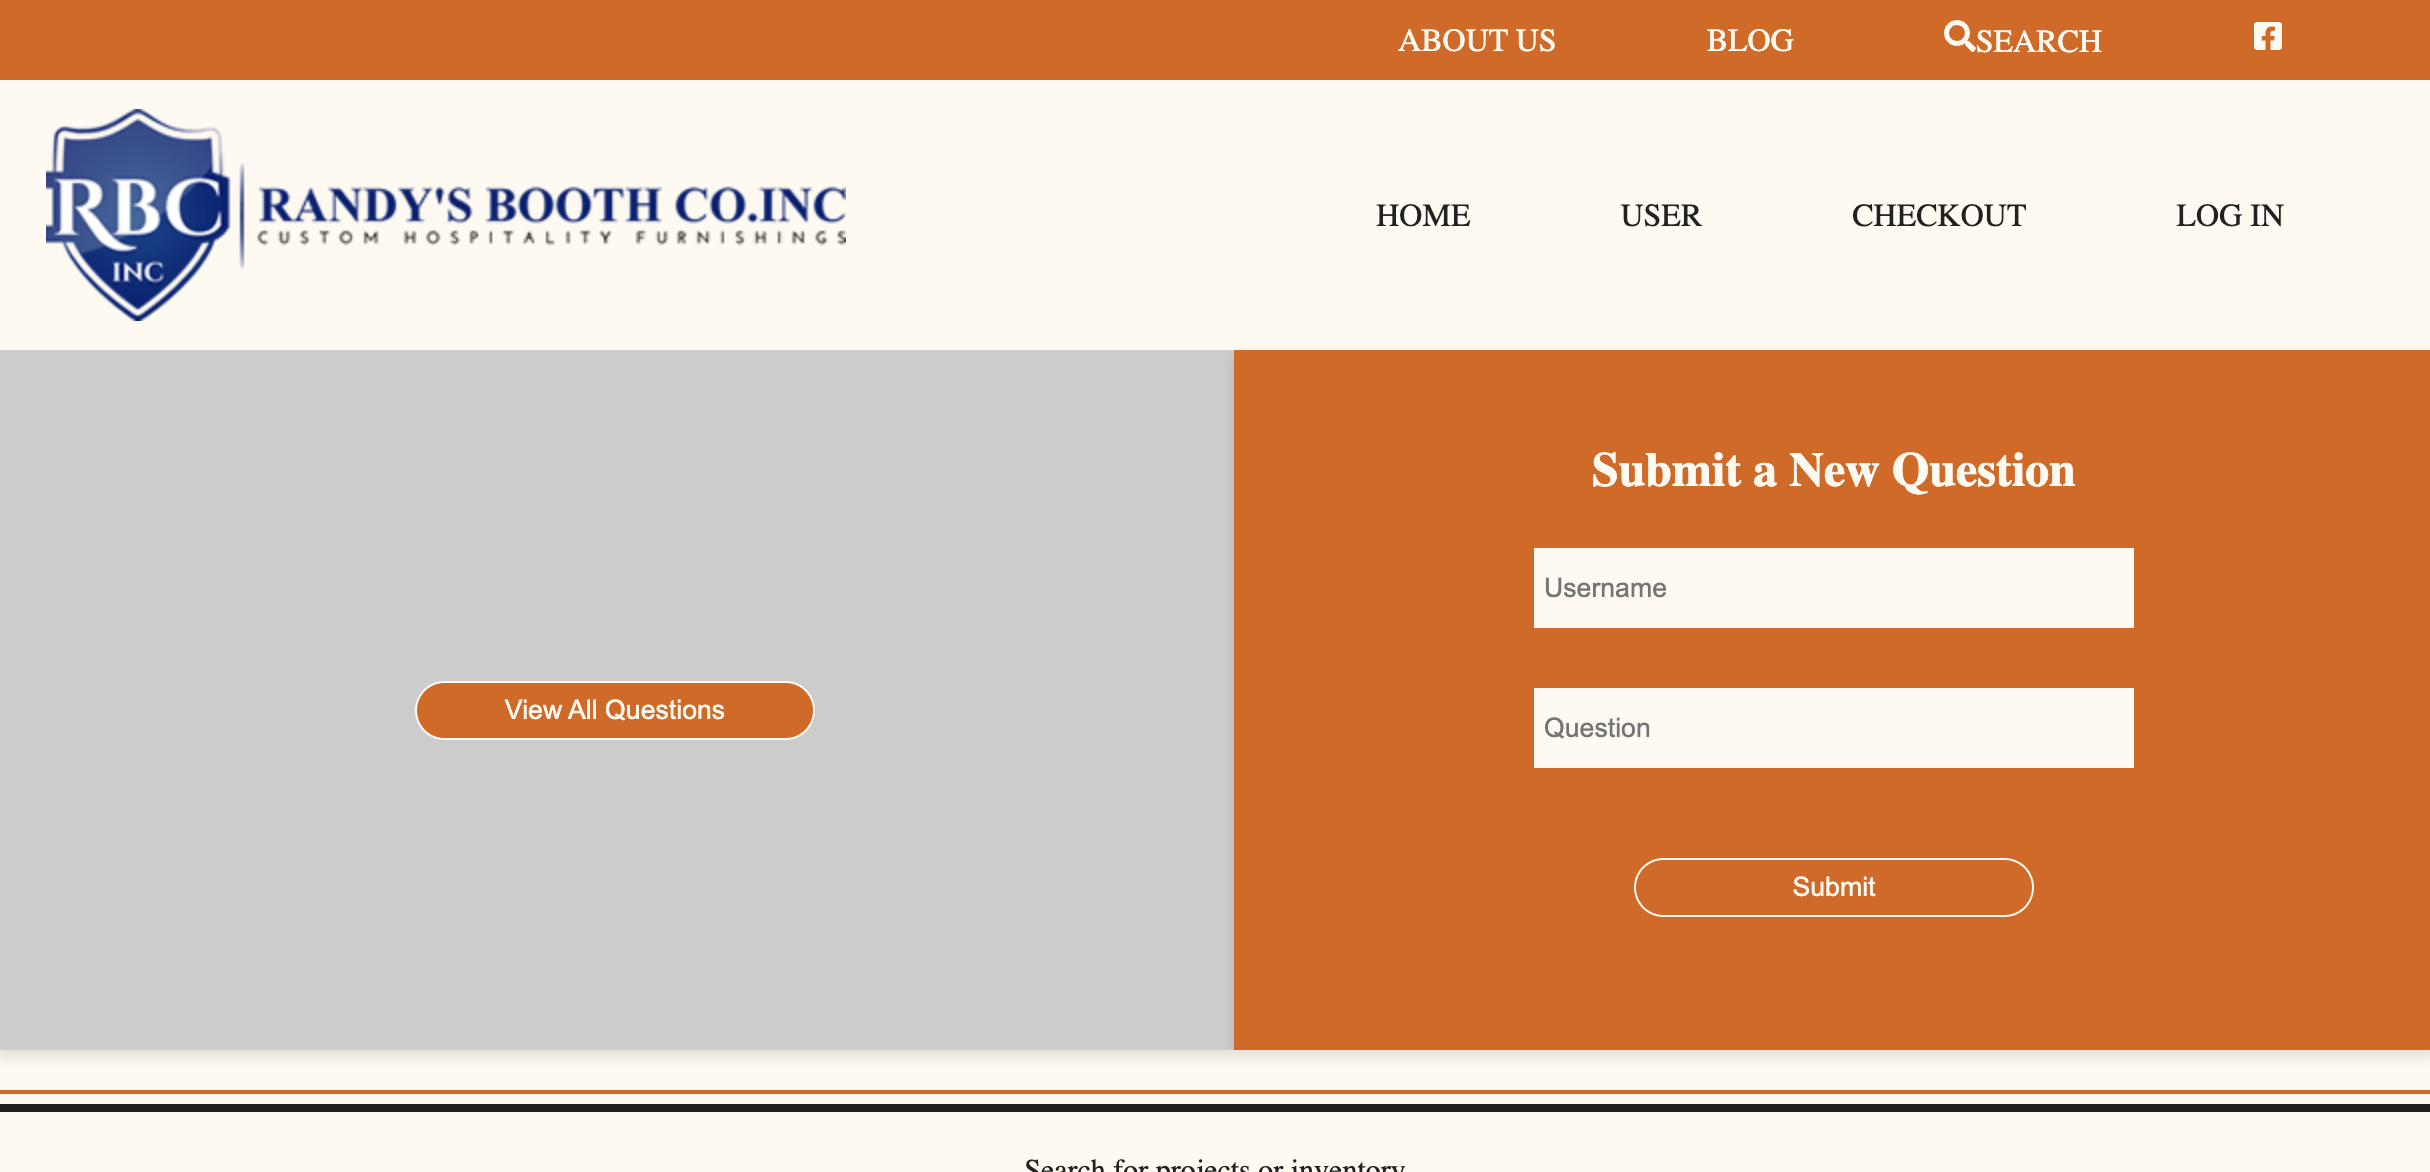 ABOUT US BLOG SEARCH
RBC
INC
RANDY'S BOOTH CO.INC
CUSTOM HOSPITALITY FURNISHINGS
HOME USER CHECKOUT LOG IN
View All Questions
Submit a New Question
Username
Question
Submit
Search for projects or inventory